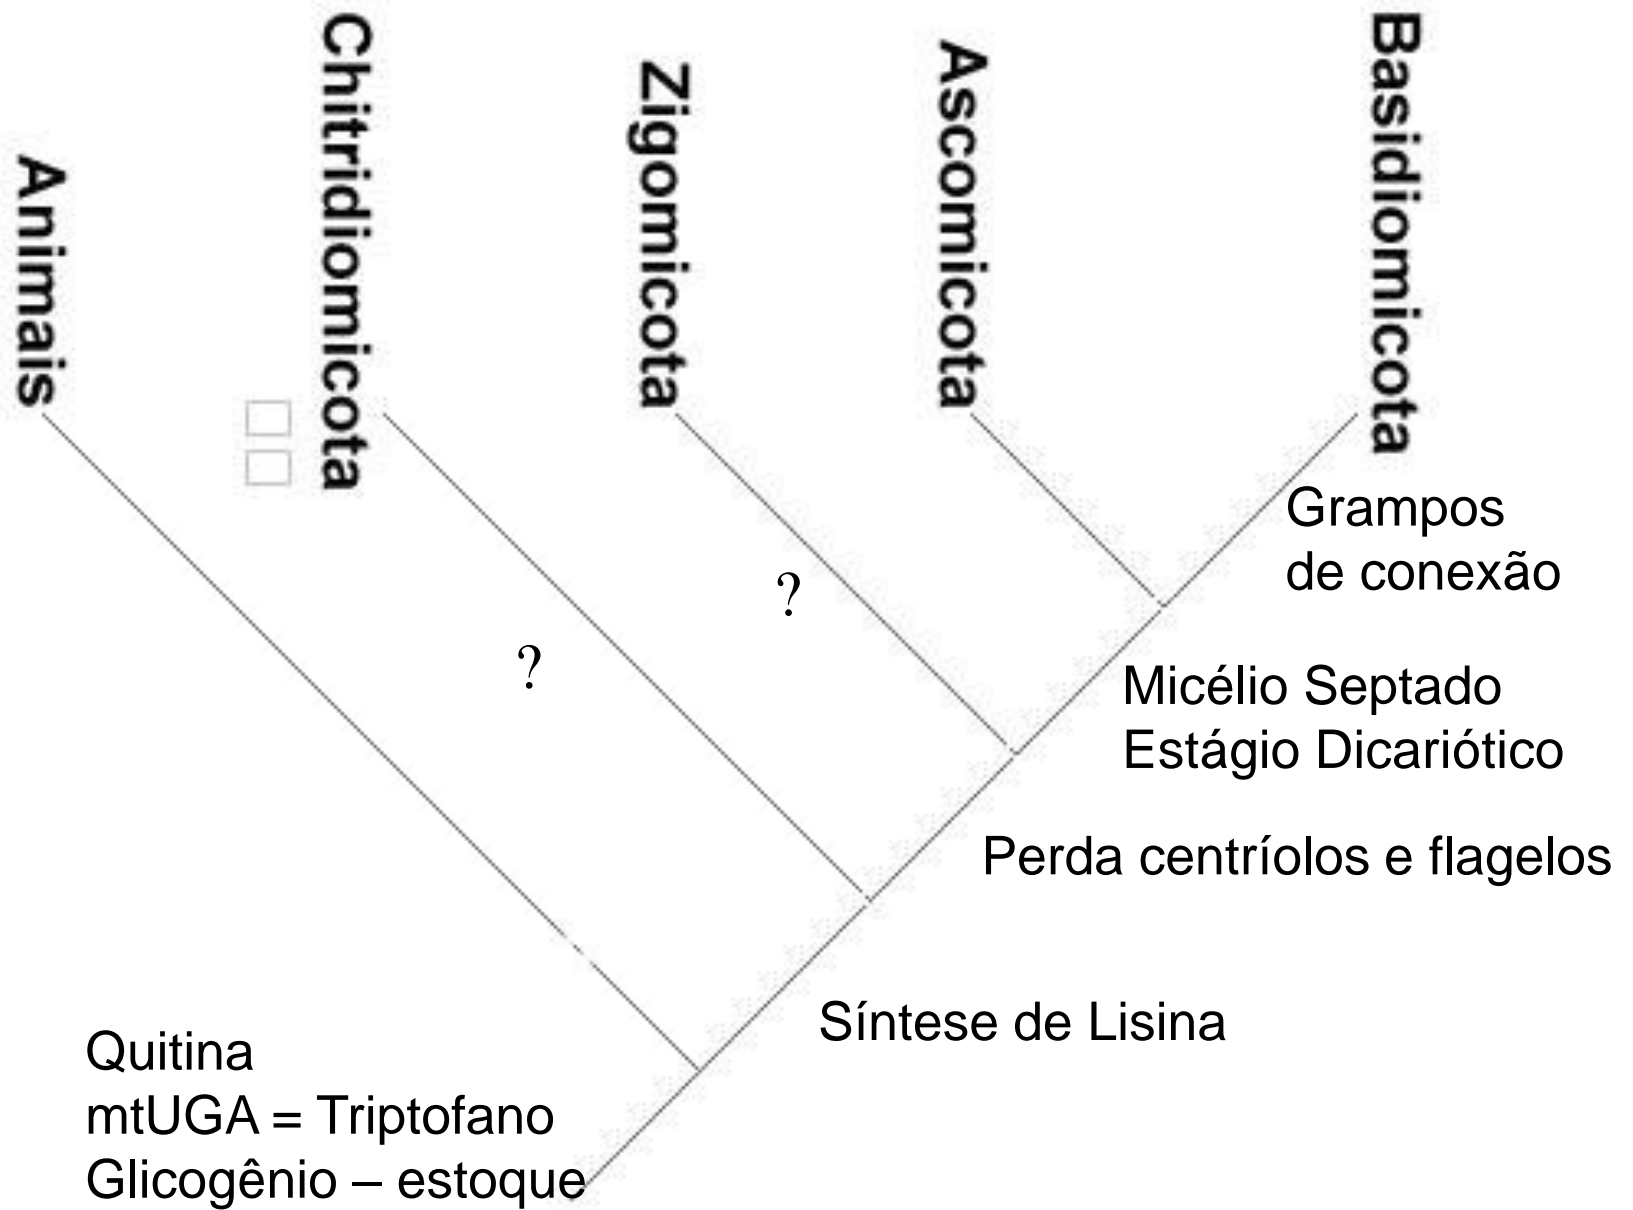 Animais
Chitridiomicota
Zigomicota
Ascomicota
Basidiomicota
Grampos
de conexão
?
?
Micélio Septado
Estágio Dicariótico
Perda centríolos e flagelos
Síntese de Lisina
Quitina
mtUGA = Triptofano
Glicogênio – estoque